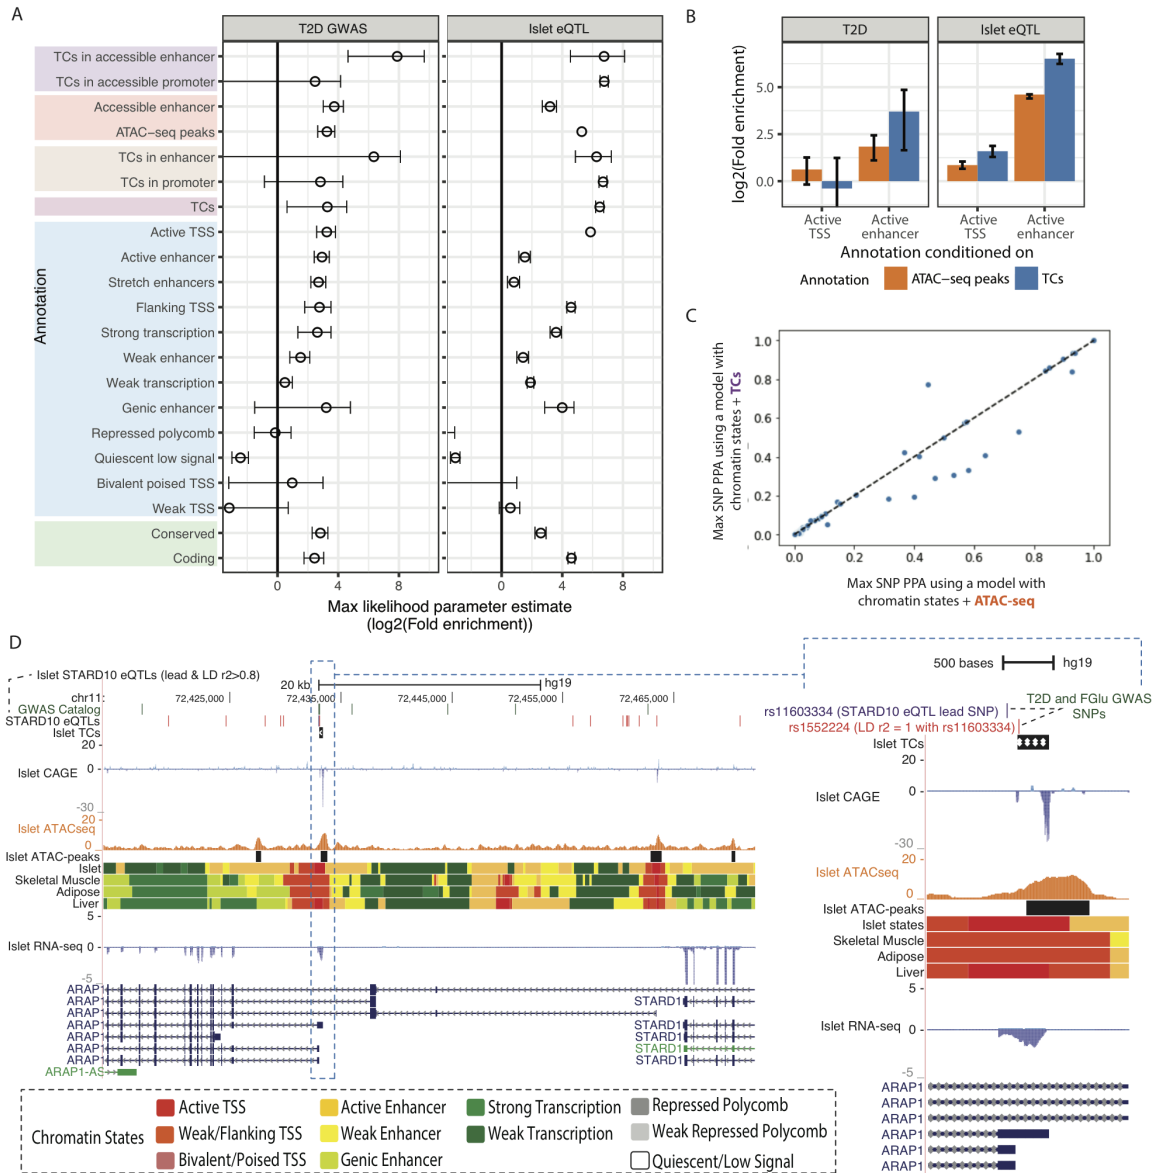 A
T2D GWAS
Islet eQTL
TCs in accessible enhancer
TCs in accessible promoter
Accessible enhancer
ATAC−seq peaks
TCs in enhancer
TCs in promoter
TCs
Active TSS
Active enhancer
Stretch enhancers
Flanking TSS
Strong transcription
Weak enhancer
Weak transcription
Genic enhancer
Repressed polycomb
Quiescent low signal
Bivalent poised TSS
Weak TSS
Conserved
Coding
Annotation
0 4 8 0 4 8
Max likelihood parameter estimate
(log2(Fold enrichment))
B
T2D
Islet eQTL
log2(Fold enrichment)
5.0
2.5
0.0
Active TSS
Active enhancer
Active TSS
Active enhancer
Annotation conditioned on
Annotation ATAC−seq peaks TCs
C
Max SNP PPA using a model with
chromatin states + TCs
1.0
0.8
0.6
0.4
0.2
0.0
0.0 0.2 0.4 0.6 0.8 1.0
Max SNP PPA using a model with
chromatin states + ATAC-seq
D
Islet STARD10 eQTLs (lead & LD r2>0.8)
20 kb
hg19
chr11: 72,425,000 72,435,000 72,445,000 72,455,000 72,465,000
GWAS Catalog
STARD10 eQTLs
Islet TCs
20
Islet CAGE 0
-30
20
Islet ATACseq
0
Islet ATAC-peaks
Islet
Skeletal Muscle
Adipose
Liver
5
Islet RNA-seq 0
-5
ARAP1
ARAP1
STARD1
ARAP1
ARAP1
STARD1
ARAP1
STARD1
ARAP1
STARD1
ARAP1
STARD1
ARAP1-AS
500 bases
hg19
T2D and FGlu GWAS
SNPs
rs11603334 (STARD10 eQTL lead SNP)
rs1552224 (LD r2 = 1 with rs11603334)
Islet TCs
20
0
Islet CAGE
-30
20
Islet ATACseq
0
Islet ATAC-peaks
Islet states
Skeletal Muscle
Adipose
Liver
5
Islet RNA-seq 0
-5
ARAP1
ARAP1
ARAP1
ARAP1
ARAP1
ARAP1
Chromatin States
Active TSS
Active Enhancer
Strong Transcription
Repressed Polycomb
Weak/Flanking TSS
Weak Enhancer
Weak Transcription
Weak Repressed Polycomb
Bivalent/Poised TSS
Genic Enhancer
Quiescent/Low Signal